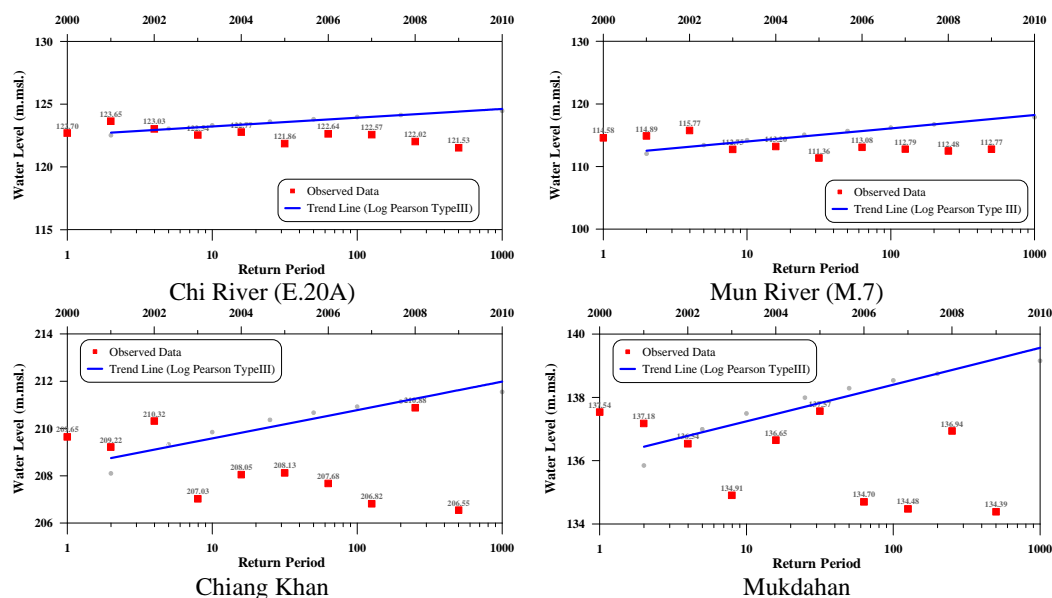 2000 2002 2004 2006 2008 2010
130
125
120
115
Water Level (m.msl.)
122.70
123.65
123.03
122.77
121.86
122.64
122.57
122.02
121.53
Observed Data
Trend Line (Log Pearson TypeIII)
1 10 100 1000
Return Period
Chi River (E.20A)
2000 2002 2004 2006 2008 2010
130
120
110
100
Water Level (m.msl.)
114.58
114.89
115.77
111.36
113.08
112.79
112.48
112.77
Observed Data
Trend Line (Log Pearson Type III)
1 10 100 1000
Return Period
Mun River (M.7)
2000 2002 2004 2006 2008 2010
214
212
210
208
206
Water Level (m.msl.)
209.65
209.22
210.32
207.03
208.05
208.13
207.68
206.82
210.88
206.55
Observed Data
Trend Line (Log Pearson TypeIII)
1 10 100 1000
Return Period
Chiang Khan
2000 2002 2004 2006 2008 2010
140
138
136
134
Water Level (m.msl.)
137.54
137.18
136.54
134.91
136.65
137.57
134.70
134.48
136.94
134.39
Observed Data
Trend Line (Log Pearson TypeIII)
1 10 100 1000
Return Period
Mukdahan